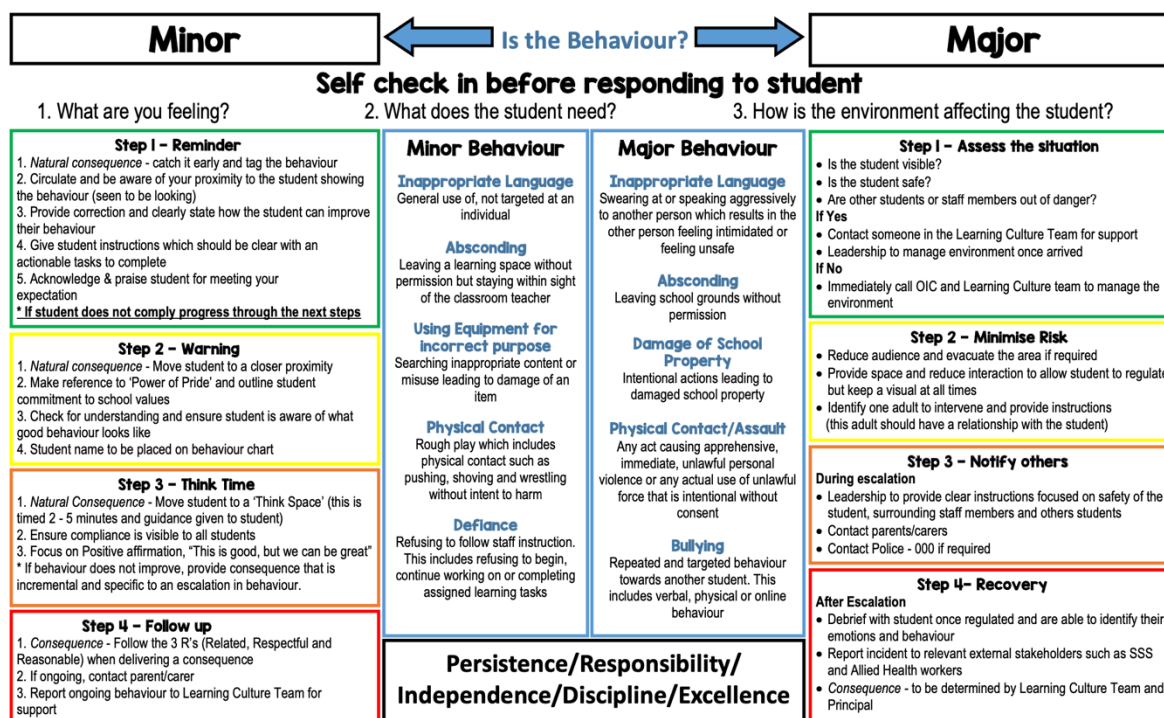 Minor
Is the Behaviour?
Major
Self check in before responding to student
1. What are you feeling?
2. What does the student need?
3. How is the environment affecting the student?
Step 1 – Reminder
1. Natural consequence - catch it early and tag the behaviour
2. Circulate and be aware of your proximity to the student showing
the behaviour (seen to be looking)
3. Provide correction and clearly state how the student can improve
their behaviour
4. Give student instructions which should be clear with an
actionable tasks to complete
5. Acknowledge & praise student for meeting your
expectation
* If student does not comply progress through the next steps
Step 2 – Warning
1. Natural consequence - Move student to a closer proximity
2. Make reference to 'Power of Pride' and outline student
commitment to school values
3. Check for understanding and ensure student is aware of what
good behaviour looks like
4. Student name to be placed on behaviour chart
Step 3 – Think Time
1. Natural Consequence - Move student to a 'Think Space' (this is
timed 2 - 5 minutes and guidance given to student)
2. Ensure compliance is visible to all students
3. Focus on Positive affirmation, "This is good, but we can be great"
* If behaviour does not improve, provide consequence that is
incremental and specific to an escalation in behaviour.
Step 4 – Follow up
1. Consequence - Follow the 3 R's (Related, Respectful and
Reasonable) when delivering a consequence
2. If ongoing, contact parent/carer
3. Report ongoing behaviour to Learning Culture Team for
support
Minor Behaviour
Inappropriate Language
General use of, not targeted at an
individual
Absconding
Leaving a learning space without
permission but staying within sight
of the classroom teacher
Using Equipment for
incorrect purpose
Searching inappropriate content or
misuse leading to damage of an
item
Physical Contact
Rough play which includes
physical contact such as
pushing, shoving and wrestling
without intent to harm
Defiance
Refusing to follow staff instruction.
This includes refusing to begin,
continue working on or completing
assigned learning tasks
Major Behaviour
Inappropriate Language
Swearing at or speaking aggressively
to another person which results in the
other person feeling intimidated or
feeling unsafe
Absconding
Leaving school grounds without
permission
Damage of School
Property
Intentional actions leading to
damaged school property
Physical Contact/Assault
Any act causing apprehensive,
immediate, unlawful personal
violence or any actual use of unlawful
force that is intentional without
consent
Bullying
Repeated and targeted behaviour
towards another student. This
includes verbal, physical or online
behaviour
Persistence/Responsibility/
Independence/Discipline/Excellence
Step 1 – Assess the situation
• Is the student visible?
• Is the student safe?
• Are other students or staff members out of danger?
If Yes
• Contact someone in the Learning Culture Team for support
• Leadership to manage environment once arrived
If No
• Immediately call OIC and Learning Culture team to manage the
environment
Step 2 – Minimise Risk
• Reduce audience and evacuate the area if required
• Provide space and reduce interaction to allow student to regulate
but keep a visual at all times
• Identify one adult to intervene and provide instructions
(this adult should have a relationship with the student)
Step 3 – Notify others
During escalation
• Leadership to provide clear instructions focused on safety of the
student, surrounding staff members and others students
• Contact parents/carers
• Contact Police - 000 if required
Step 4– Recovery
After Escalation
• Debrief with student once regulated and are able to identify their
emotions and behaviour
• Report incident to relevant external stakeholders such as SSS
and Allied Health workers
• Consequence - to be determined by Learning Culture Team and
Principal